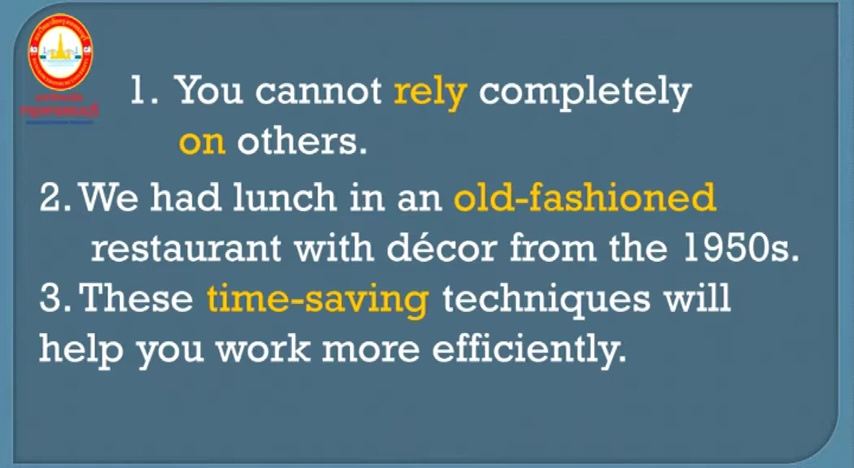 1. You cannot rely completely
on others.
2. We had lunch in an old-fashioned
restaurant with décor from the 1950s.
3. These time-saving techniques will
help you work more efficiently.